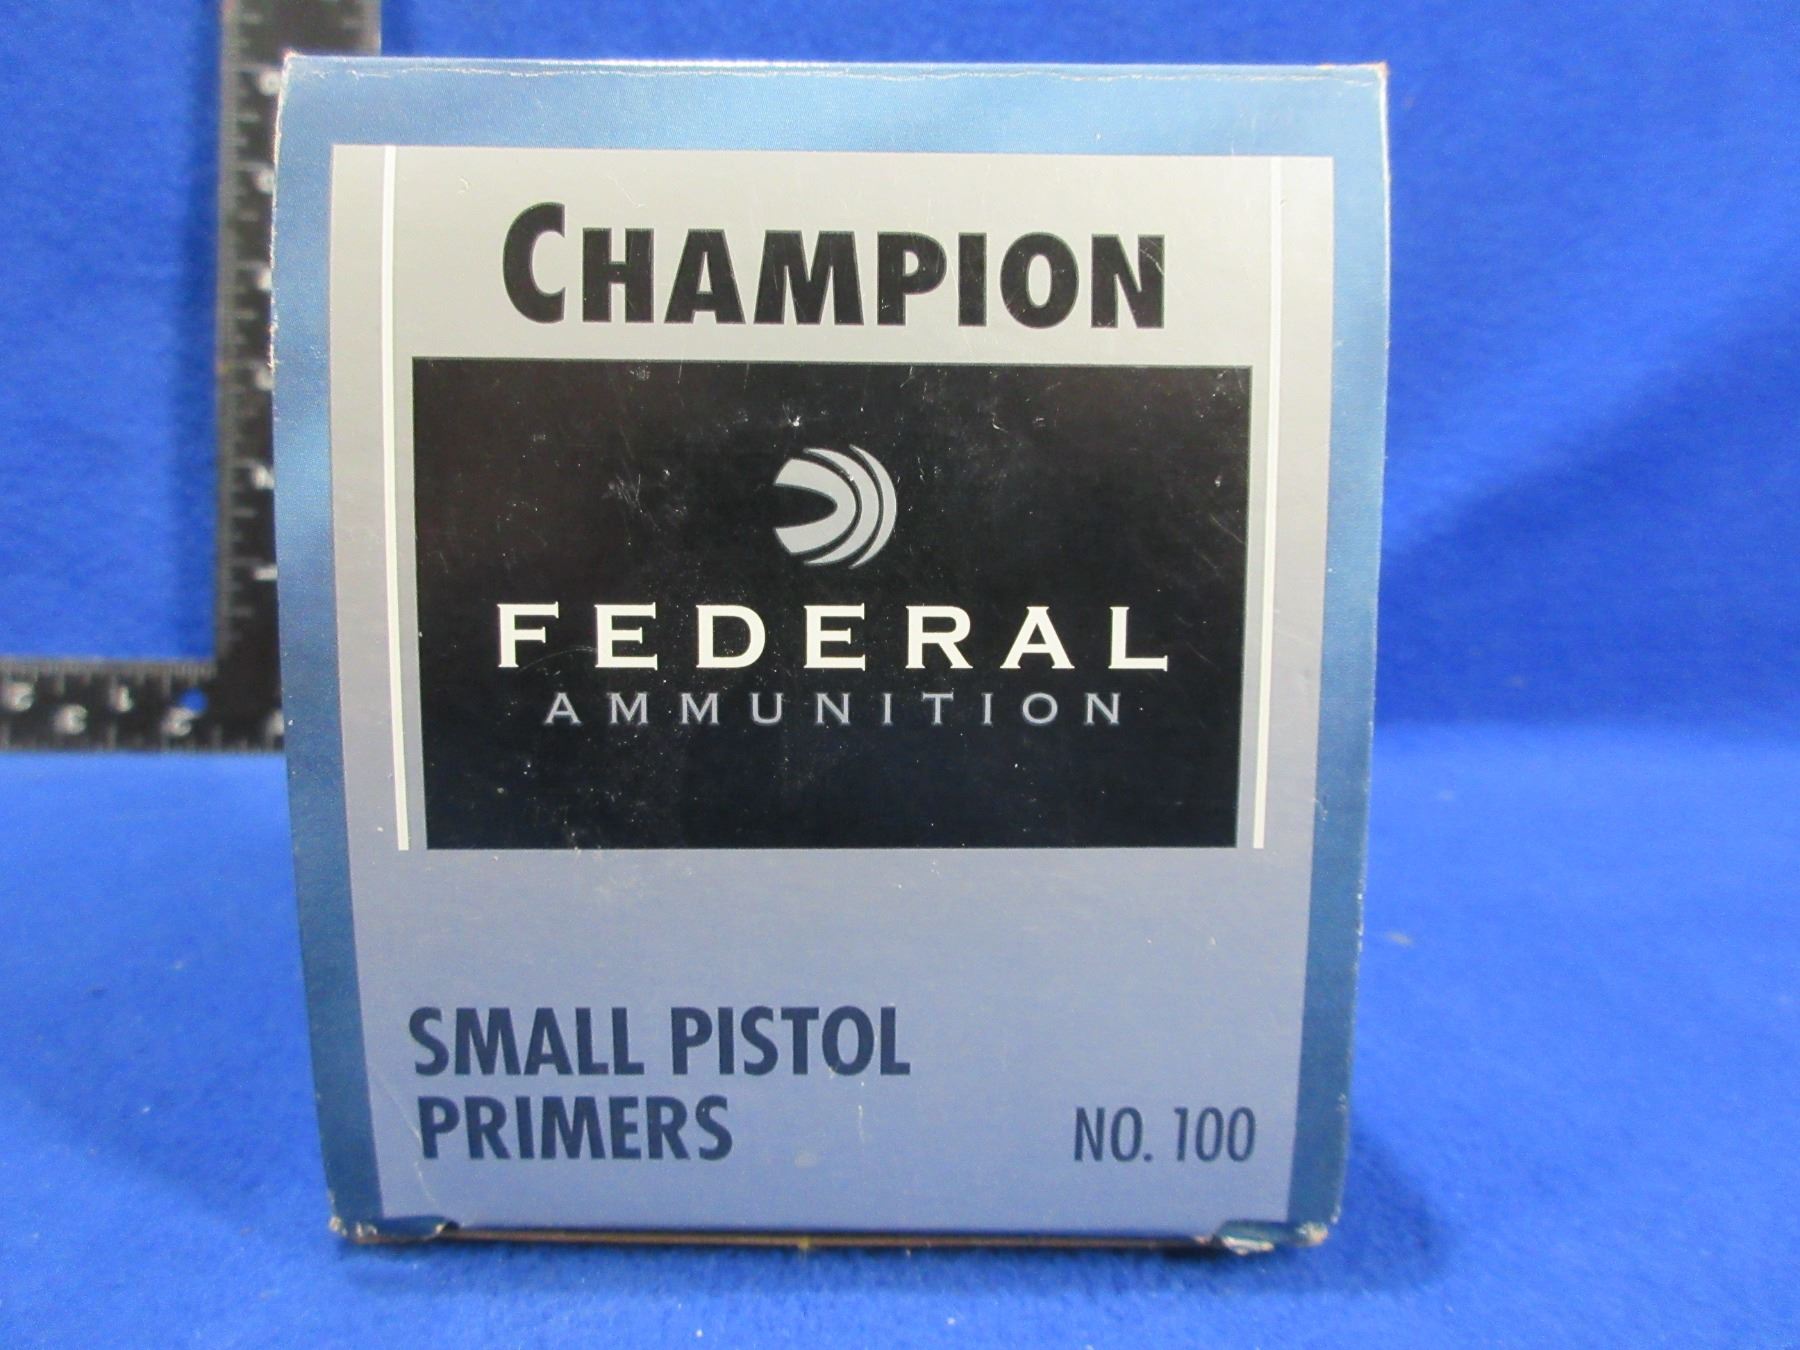 CHAMPION
FEDERAL
AMMUNITION
SMALL PISTOL
PRIMERS
NO. 100